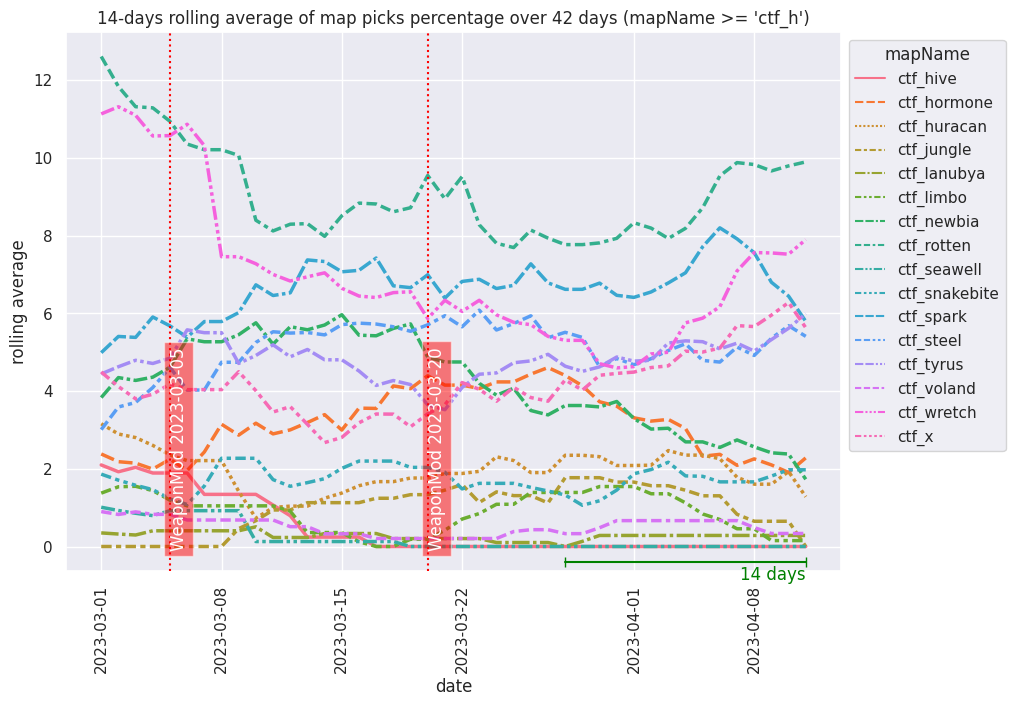 14-days rolling average of map picks percentage over 42 days (mapName >= 'ctf_h')
rolling average
12
10
8
6
4
2
0
WeaponMod 2023-03-05
WeaponMod 2023-03-20
14 days
2023-03-01
2023-03-08
2023-03-15
2023-03-22
2023-04-01
2023-04-08
date
mapName
ctf_hive
ctf_hormone
ctf_huracan
ctf_jungle
ctf_lanubya
ctf_limbo
ctf_newbia
ctf_rotten
ctf_seawell
ctf_snakebite
ctf_spark
ctf_steel
ctf_tyrus
ctf_voland
ctf_wretch
ctf_x